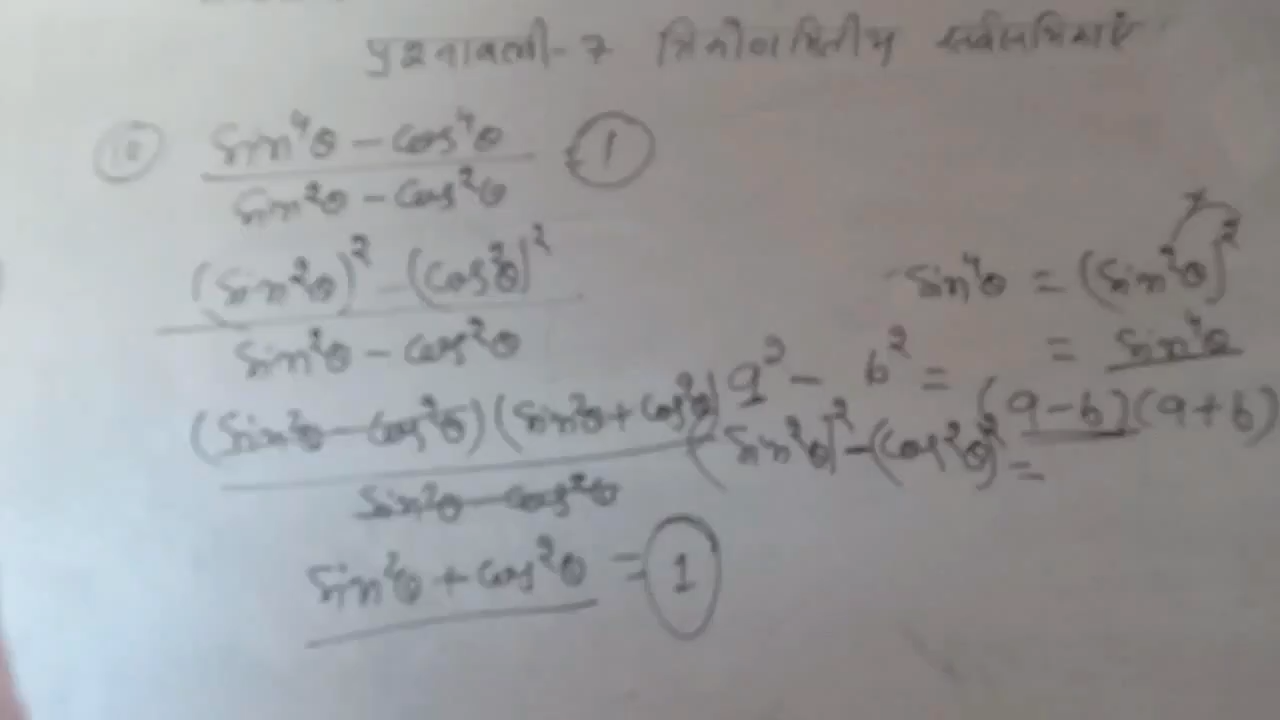 प्रश्नावली-7 त्रिकोणमितीय सर्वसमिकाएँ
10 sin⁴θ - cos⁴θ 1
sin²θ - cos²θ
(sin²θ)² - (cos²θ)²
sin²θ - cos²θ
(sin²θ - cos²θ)(sin²θ + cos²θ)
sin²θ - cos²θ
sin²θ + cos²θ = 1
sin⁴θ = (sin²θ)²
= sin⁴θ
a² - b² = (a-b)(a+b)
(sin²θ)² - (cos²θ)² =